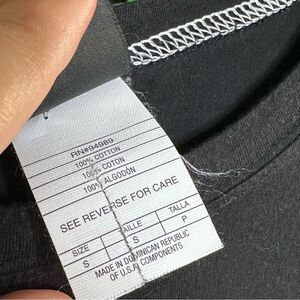 RN#94989
100% COTTON
100% COTON
100% ALGODÓN
SEE REVERSE FOR CARE
SIZE TAILLE TALLA
S S P
MADE IN DOMINICAN REPUBLIC
OF U.S.A. COMPONENTS